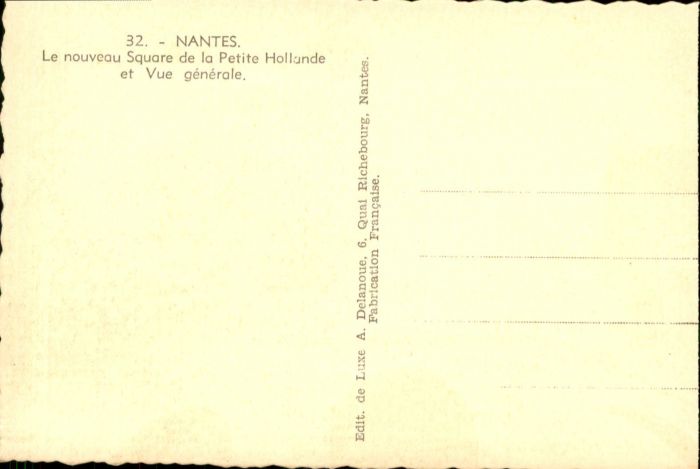 32. - NANTES.
Le nouveau Square de la Petite Hollande
et Vue générale.
Edit. de Luxe A. Delanoue, 6, Quai Richebourg, Nantes.
Fabrication Française.